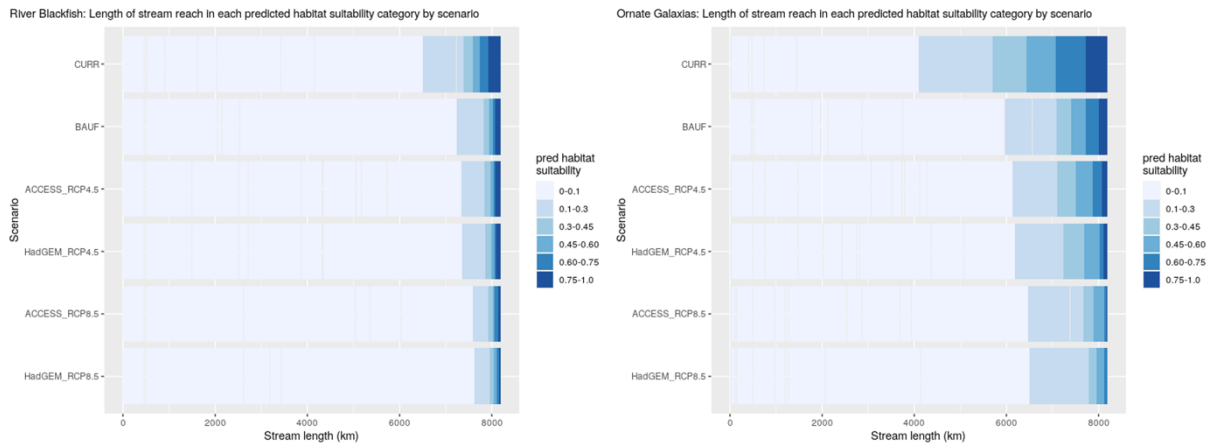 River Blackfish: Length of stream reach in each predicted habitat suitability category by scenario
CURR
BAUF
ACCESS_RCP4.5
HadGEM_RCP4.5
ACCESS_RCP8.5
HadGEM_RCP8.5
Scenario
0 2000 4000 6000 8000
Stream length (km)
pred habitat
suitability
0-0.1
0.1-0.3
0.3-0.45
0.45-0.60
0.60-0.75
0.75-1.0
Ornate Galaxias: Length of stream reach in each predicted habitat suitability category by scenario
CURR
BAUF
ACCESS_RCP4.5
HadGEM_RCP4.5
ACCESS_RCP8.5
HadGEM_RCP8.5
Scenario
0 2000 4000 6000 8000
Stream length (km)
pred habitat
suitability
0-0.1
0.1-0.3
0.3-0.45
0.45-0.60
0.60-0.75
0.75-1.0